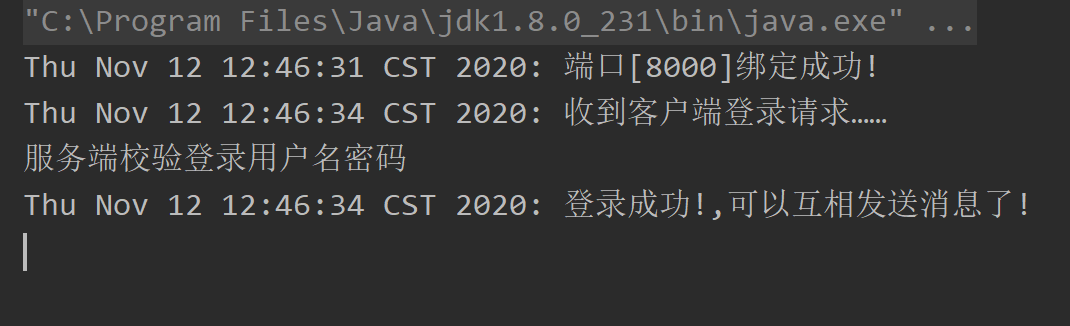 "C:\Program Files\Java\jdk1.8.0_231\bin\java.exe" ...
Thu Nov 12 12:46:31 CST 2020: 端口[8000]绑定成功!
Thu Nov 12 12:46:34 CST 2020: 收到客户端登录请求……
服务端校验登录用户名密码
Thu Nov 12 12:46:34 CST 2020: 登录成功!,可以互相发送消息了!